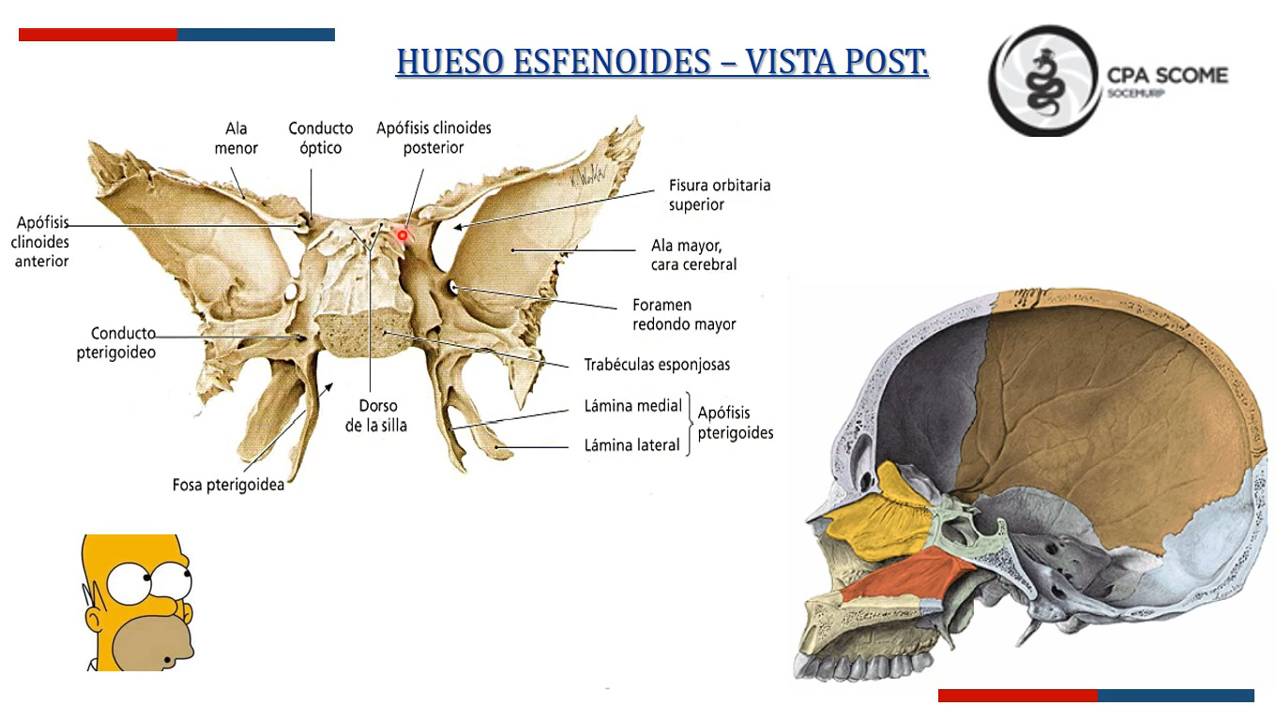 HUESO ESFENOIDES – VISTA POST.
CPA SCOME
SOCEMURP
Ala
menor
Conducto
óptico
Apófisis clinoides
posterior
Fisura orbitaria
superior
Apófisis
clinoides
anterior
Ala mayor,
cara cerebral
Foramen
redondo mayor
Conducto
pterigoideo
Trabéculas esponjosas
Dorso
de la silla
Lámina medial
Lámina lateral
Apófisis
pterigoides
Fosa pterigoidea